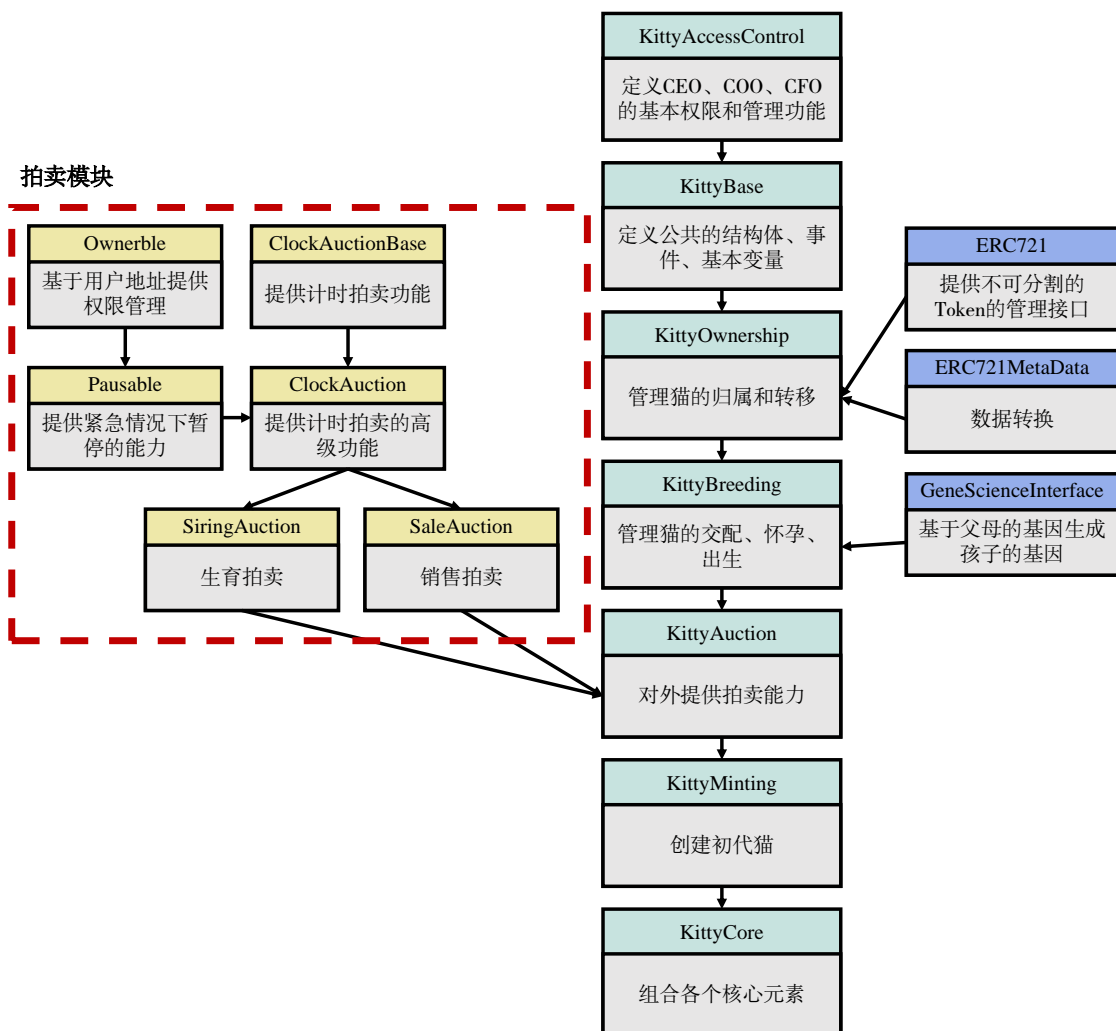 KittyAccessControl
定义CEO、COO、CFO
的基本权限和管理功能
拍卖模块
KittyBase
定义公共的结构体、事
件、基本变量
Ownerble
基于用户地址提供
权限管理
ClockAuctionBase
提供计时拍卖功能
ERC721
提供不可分割的
Token的管理接口
KittyOwnership
管理猫的归属和转移
Pausable
提供紧急情况下暂
停的能力
ClockAuction
提供计时拍卖的高
级功能
ERC721MetaData
数据转换
KittyBreeding
管理猫的交配、怀孕、
出生
GeneScienceInterface
基于父母的基因生成
孩子的基因
SiringAuction
生育拍卖
SaleAuction
销售拍卖
KittyAuction
对外提供拍卖能力
KittyMinting
创建初代猫
KittyCore
组合各个核心元素